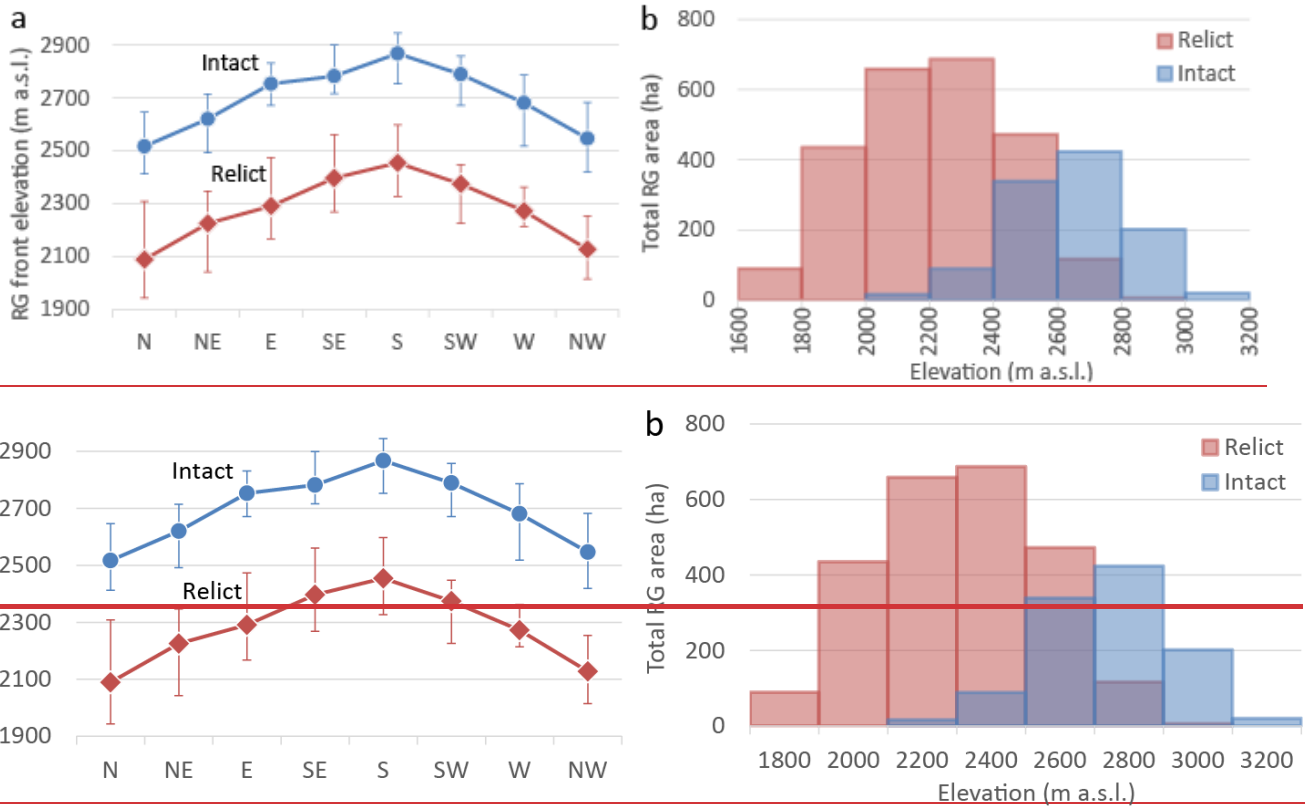 a
RG front elevation (m a.s.l.)
2900
2700
2500
2300
2100
1900
Intact
Relict
N NE E SE S SW W NW
b
Total RG area (ha)
800
600
400
200
0
Relict
Intact
1600 1800 2000 2200 2400 2600 2800 3000 3200
Elevation (m a.s.l.)
2900
2700
2500
2300
2100
1900
Intact
Relict
N NE E SE S SW W NW
b
Total RG area (ha)
800
600
400
200
0
Relict
Intact
1800 2000 2200 2400 2600 2800 3000 3200
Elevation (m a.s.l.)